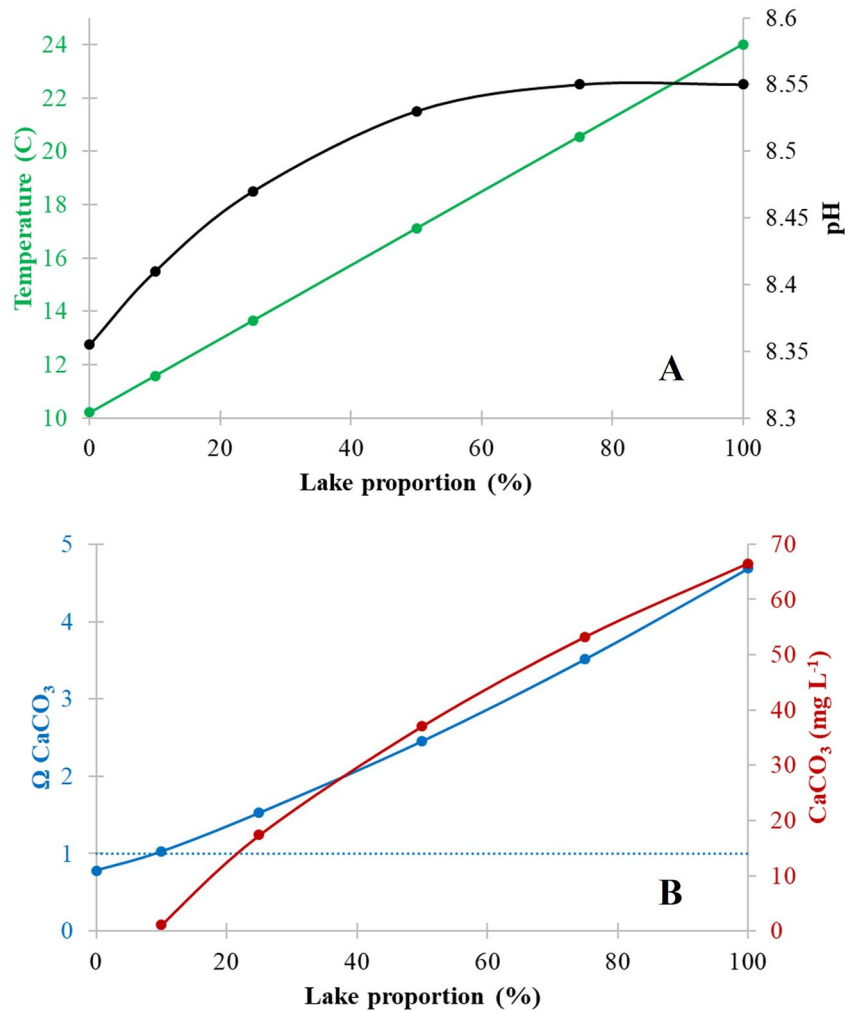 24
22
20
18
16
14
12
10
Temperature (C)
8.6
8.55
8.5
8.45
8.4
8.35
8.3
pH
A
0 20 40 60 80 100
Lake proportion (%)
5
4
3
2
1
0
Ω CaCO₃
70
60
50
40
30
20
10
0
CaCO₃ (mg L⁻¹)
B
0 20 40 60 80 100
Lake proportion (%)